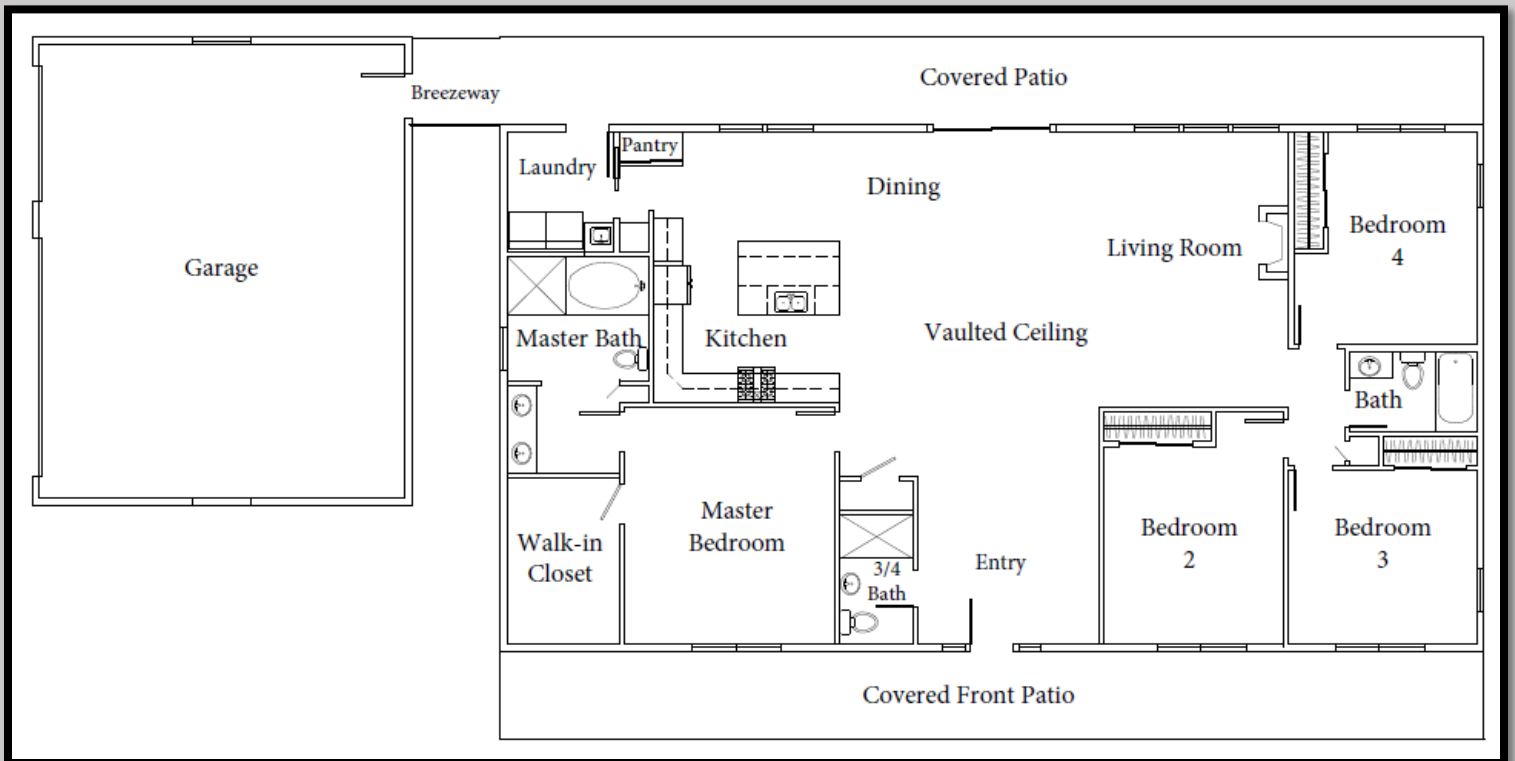 Covered Patio
Breezeway
Pantry
Laundry
Dining
Bedroom
4
Living Room
Garage
Vaulted Ceiling
Master Bath
Kitchen
Bath
Master
Bedroom
Walk-in
Closet
3/4
Bath
Entry
Bedroom
2
Bedroom
3
Covered Front Patio